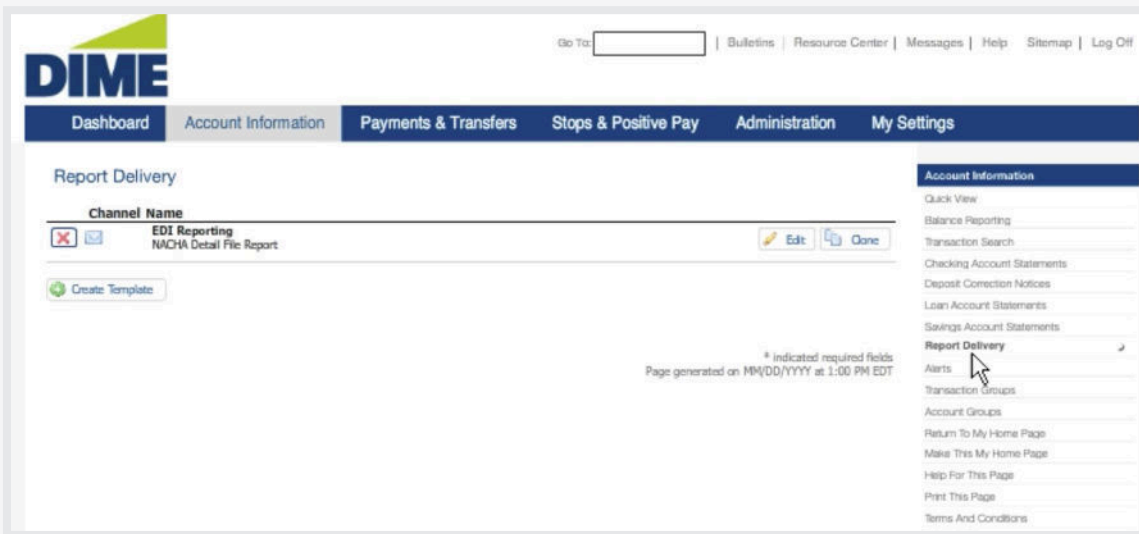 DIME
Go To: | Bulletins | Resource Center | Messages | Help Sitemap | Log Off
Dashboard Account Information Payments & Transfers Stops & Positive Pay Administration My Settings
Report Delivery
Channel Name
EDI Reporting
NACHA Detail File Report
Edit Clone
Create Template
* indicated required fields
Page generated on MM/DD/YYYY at 1:00 PM EDT
Account Information
Quick View
Balance Reporting
Transaction Search
Checking Account Statements
Deposit Correction Notices
Loan Account Statements
Savings Account Statements
Report Delivery
Alerts
Transaction Groups
Account Groups
Return To My Home Page
Make This My Home Page
Help For This Page
Print This Page
Terms And Conditions